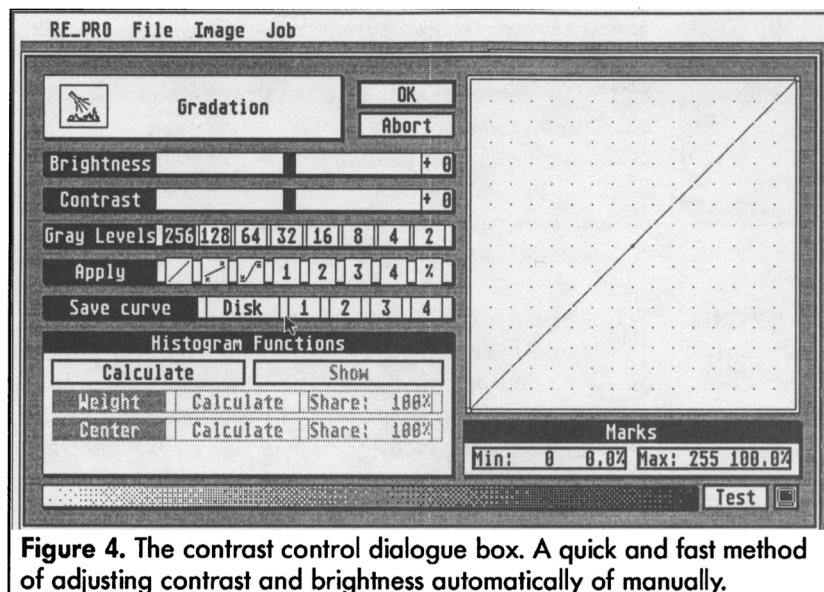 RE_PRO File Image Job
Gradation
OK
Abort
Brightness + 0
Contrast + 0
Gray Levels 256 128 64 32 16 8 4 2
Apply 1 2 3 4 %
Save curve Disk 1 2 3 4
Histogram Functions
Calculate Show
Weight Calculate Share: 100%
Center Calculate Share: 100%
Marks
Min: 0 0.0% Max: 255 100.0%
Test
Figure 4. The contrast control dialogue box. A quick and fast method
of adjusting contrast and brightness automatically of manually.